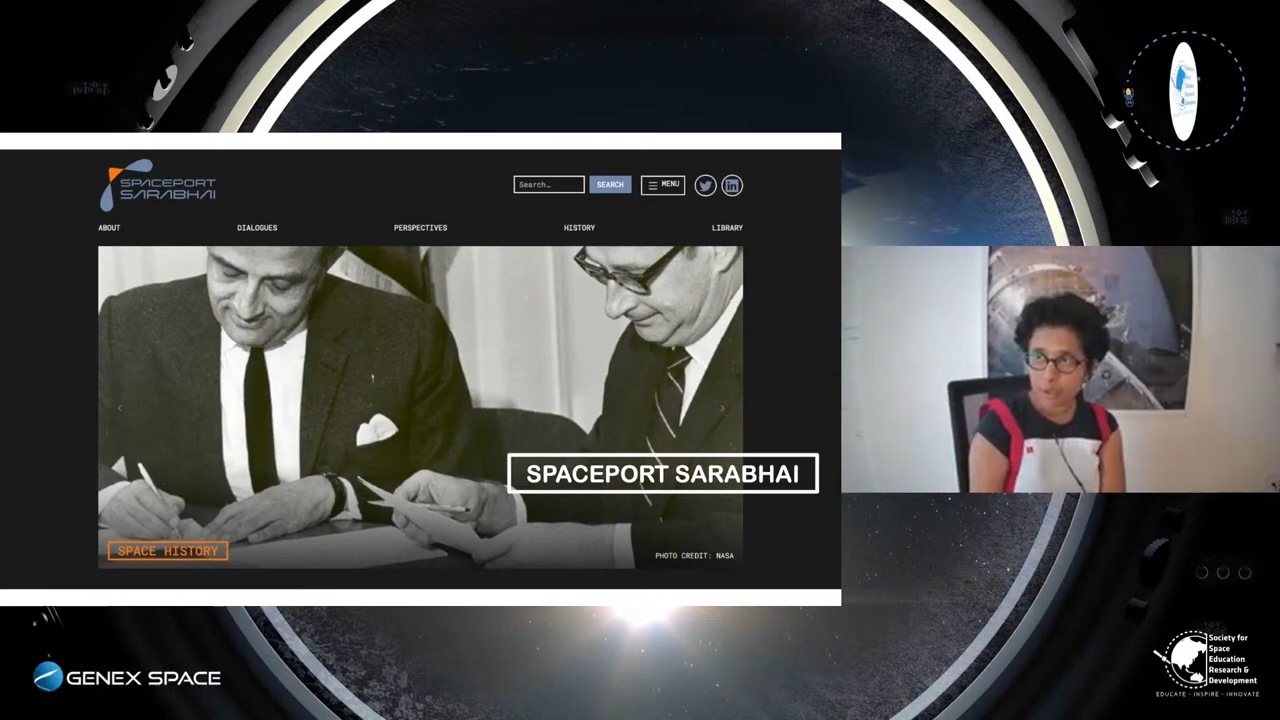 SPACEPORT
SARABHAI
Search…
SEARCH
MENU
ABOUT
DIALOGUES
PERSPECTIVES
HISTORY
LIBRARY
SPACEPORT SARABHAI
SPACE HISTORY
PHOTO CREDIT: NASA
GENEX SPACE
Society for
Space
Education
Research &
Development
EDUCATE - INSPIRE - INNOVATE